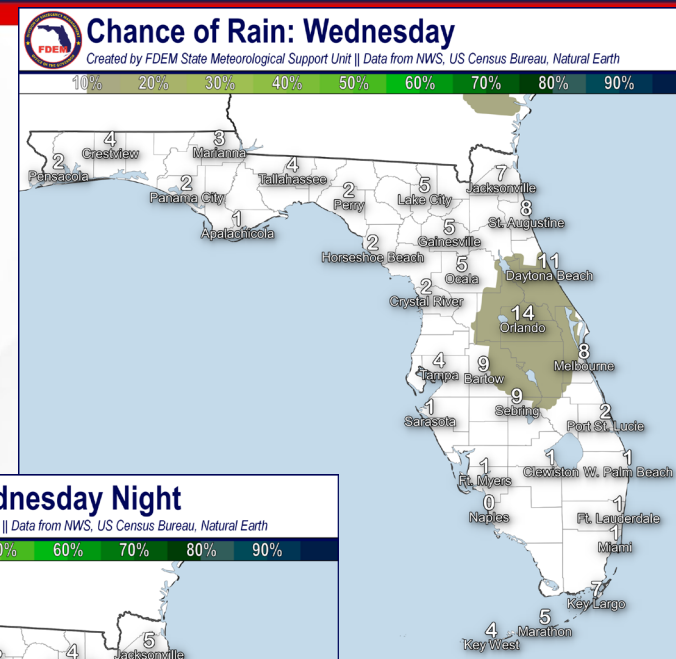 FDEM
Chance of Rain: Wednesday
Created by FDEM State Meteorological Support Unit || Data from NWS, US Census Bureau, Natural Earth
10% 20% 30% 40% 50% 60% 70% 80% 90%
4
Crestview
3
Marianna
2
Pensacola
2
Panama City
4
Tallahassee
1
Apalachicola
2
Perry
5
Lake City
7
Jacksonville
8
St. Augustine
5
Gainesville
2
Horseshoe Beach
5
Ocala
11
Daytona Beach
2
Crystal River
14
Orlando
4
Tampa
9
Bartow
8
Melbourne
9
Sebring
1
Sarasota
2
Port St. Lucie
1
Ft. Myers
1
Clewiston
1
W. Palm Beach
0
Naples
1
Ft. Lauderdale
1
Miami
7
Key Largo
5
Marathon
4
Key West
dnesday Night
|| Data from NWS, US Census Bureau, Natural Earth
0% 60% 70% 80% 90%
5
Jacksonville
4